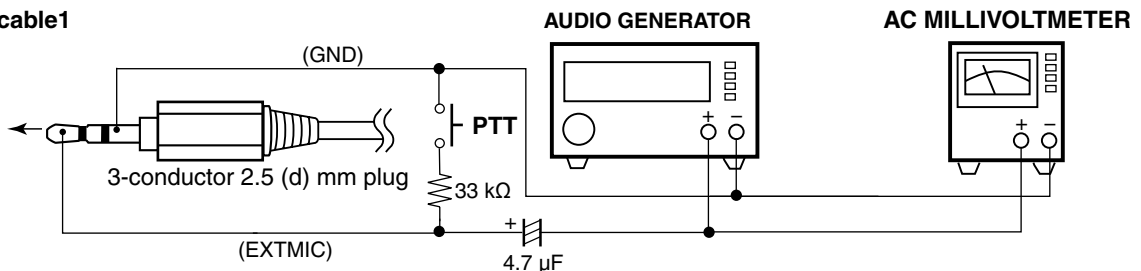 cable1
AUDIO GENERATOR
AC MILLIVOLTMETER
(GND)
PTT
+ −
+ −
3-conductor 2.5 (d) mm plug
33 kΩ
+
(EXTMIC)
4.7 µF